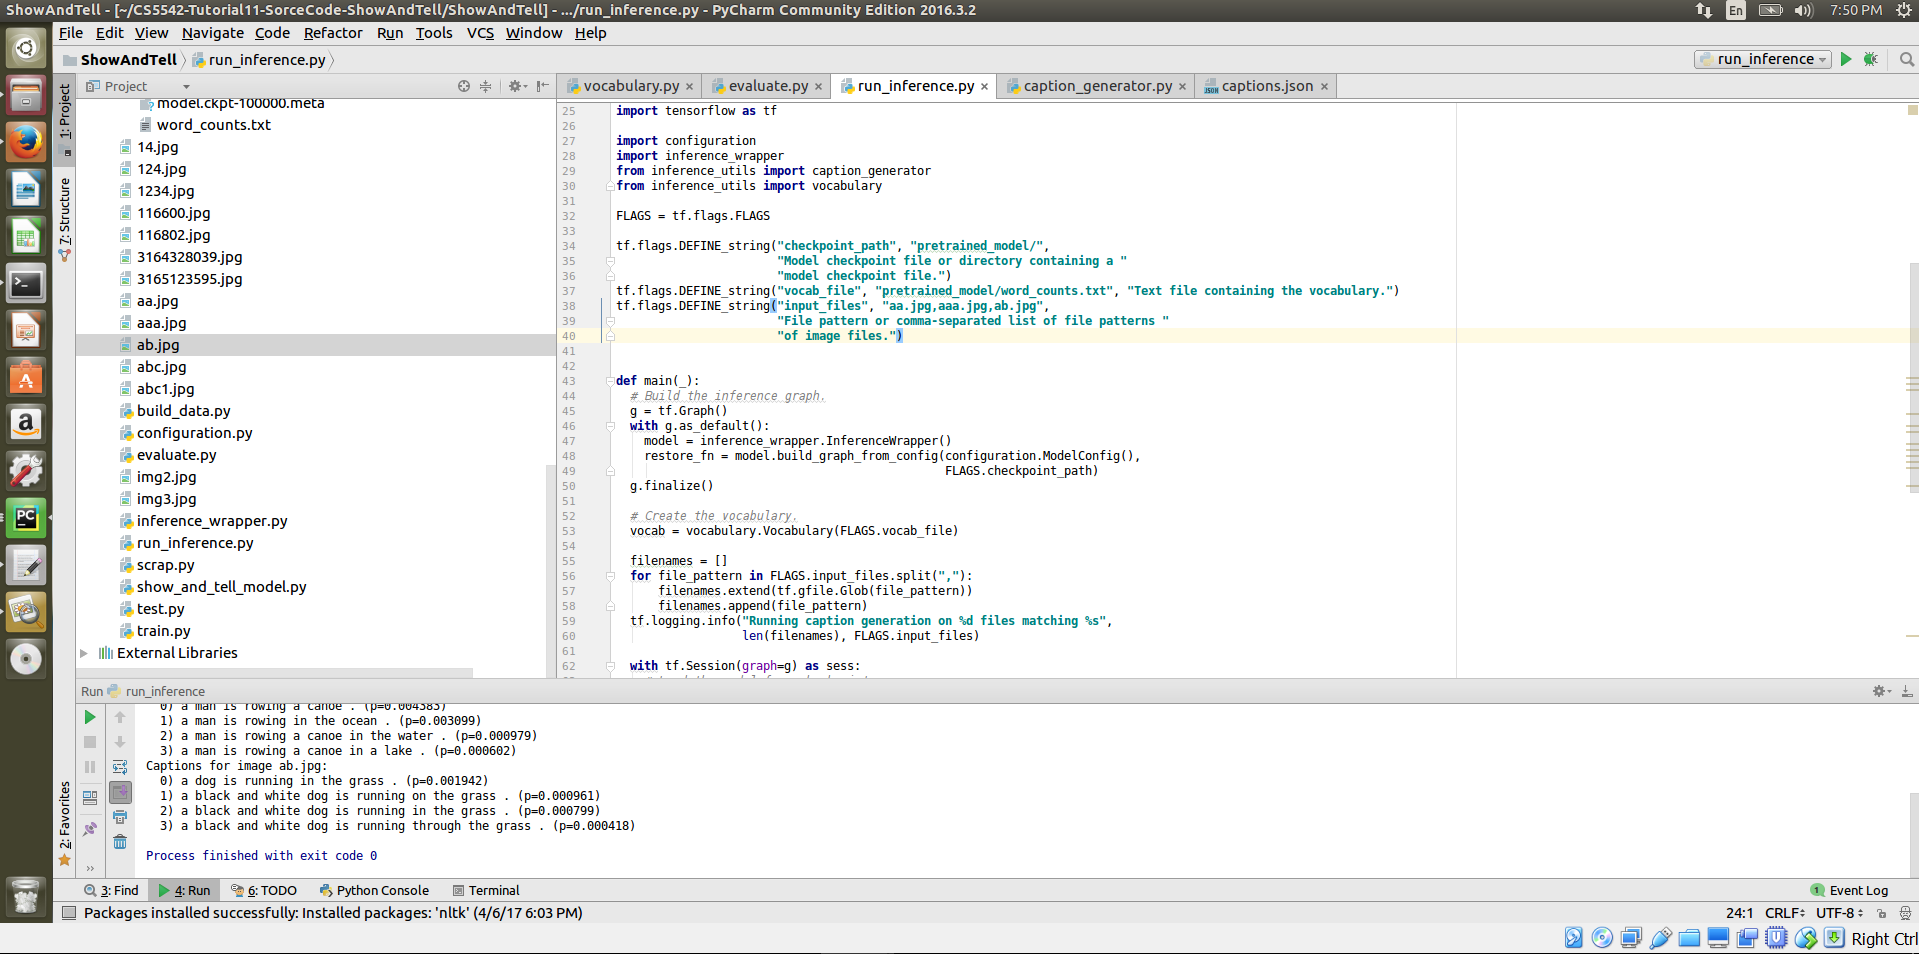 ShowAndTell - [~/CS5542-Tutorial11-SorceCode-ShowAndTell/ShowAndTell] - .../run_inference.py - PyCharm Community Edition 2016.3.2
En
7:50 PM
File Edit View Navigate Code Refactor Run Tools VCS Window Help
ShowAndTell run_inference.py
run_inference
Project
vocabulary.py × evaluate.py × run_inference.py × caption_generator.py × captions.json ×
1: Project
7: Structure
2: Favorites
model.ckpt-100000.meta
word_counts.txt
14.jpg
124.jpg
1234.jpg
116600.jpg
116802.jpg
3164328039.jpg
3165123595.jpg
aa.jpg
aaa.jpg
ab.jpg
abc.jpg
abc1.jpg
build_data.py
configuration.py
evaluate.py
img2.jpg
img3.jpg
inference_wrapper.py
run_inference.py
scrap.py
show_and_tell_model.py
test.py
train.py
External Libraries
25 import tensorflow as tf
26
27 import configuration
28 import inference_wrapper
29 from inference_utils import caption_generator
30 from inference_utils import vocabulary
31
32 FLAGS = tf.flags.FLAGS
33
34 tf.flags.DEFINE_string("checkpoint_path", "pretrained_model/",
35 "Model checkpoint file or directory containing a "
36 "model checkpoint file.")
37 tf.flags.DEFINE_string("vocab_file", "pretrained_model/word_counts.txt", "Text file containing the vocabulary.")
38 tf.flags.DEFINE_string("input_files", "aa.jpg,aaa.jpg,ab.jpg",
39 "File pattern or comma-separated list of file patterns "
40 "of image files.")
41
42
43 def main(_):
44 # Build the inference graph.
45 g = tf.Graph()
46 with g.as_default():
47 model = inference_wrapper.InferenceWrapper()
48 restore_fn = model.build_graph_from_config(configuration.ModelConfig(),
49 FLAGS.checkpoint_path)
50 g.finalize()
51
52 # Create the vocabulary.
53 vocab = vocabulary.Vocabulary(FLAGS.vocab_file)
54
55 filenames = []
56 for file_pattern in FLAGS.input_files.split(","):
57 filenames.extend(tf.gfile.Glob(file_pattern))
58 filenames.append(file_pattern)
59 tf.logging.info("Running caption generation on %d files matching %s",
60 len(filenames), FLAGS.input_files)
61
62 with tf.Session(graph=g) as sess:
Run run_inference
0) a man is rowing a canoe . (p=0.004383)
1) a man is rowing in the ocean . (p=0.003099)
2) a man is rowing a canoe in the water . (p=0.000979)
3) a man is rowing a canoe in a lake . (p=0.000602)
Captions for image ab.jpg:
0) a dog is running in the grass . (p=0.001942)
1) a black and white dog is running on the grass . (p=0.000961)
2) a black and white dog is running in the grass . (p=0.000799)
3) a black and white dog is running through the grass . (p=0.000418)
Process finished with exit code 0
3: Find 4: Run 6: TODO Python Console Terminal
1 Event Log
Packages installed successfully: Installed packages: 'nltk' (4/6/17 6:03 PM)
24:1 CRLF UTF-8
Right Ctrl